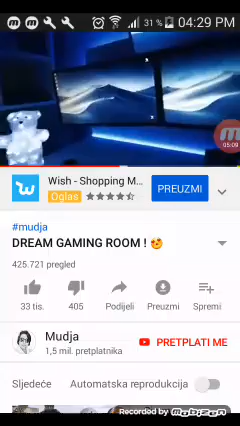 31% 04:29 PM
05:09
Wish - Shopping M...
Oglas
PREUZMI
#mudja
DREAM GAMING ROOM !
425.721 pregled
33 tis. 405 Podijeli Preuzmi Spremi
Mudja
1,5 mil. pretplatnika
PRETPLATI ME
Sljedeće Automatska reprodukcija
Recorded by mobizen